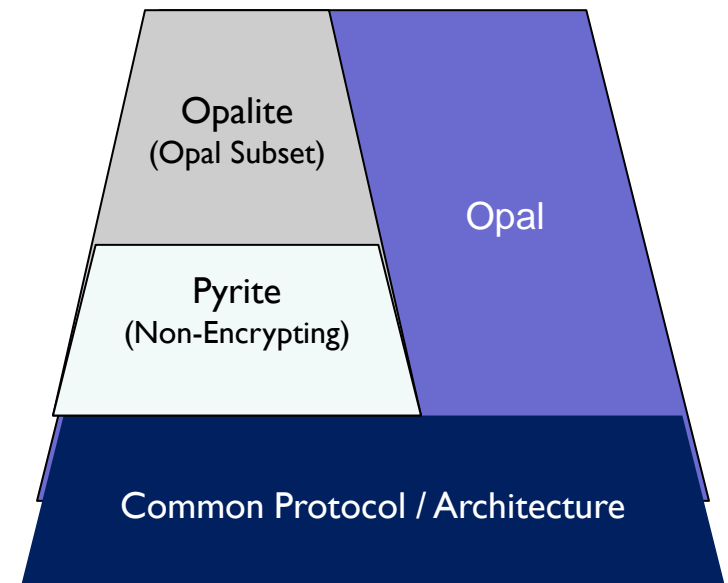 Opalite
(Opal Subset)
Opal
Pyrite
(Non-Encrypting)
Common Protocol / Architecture